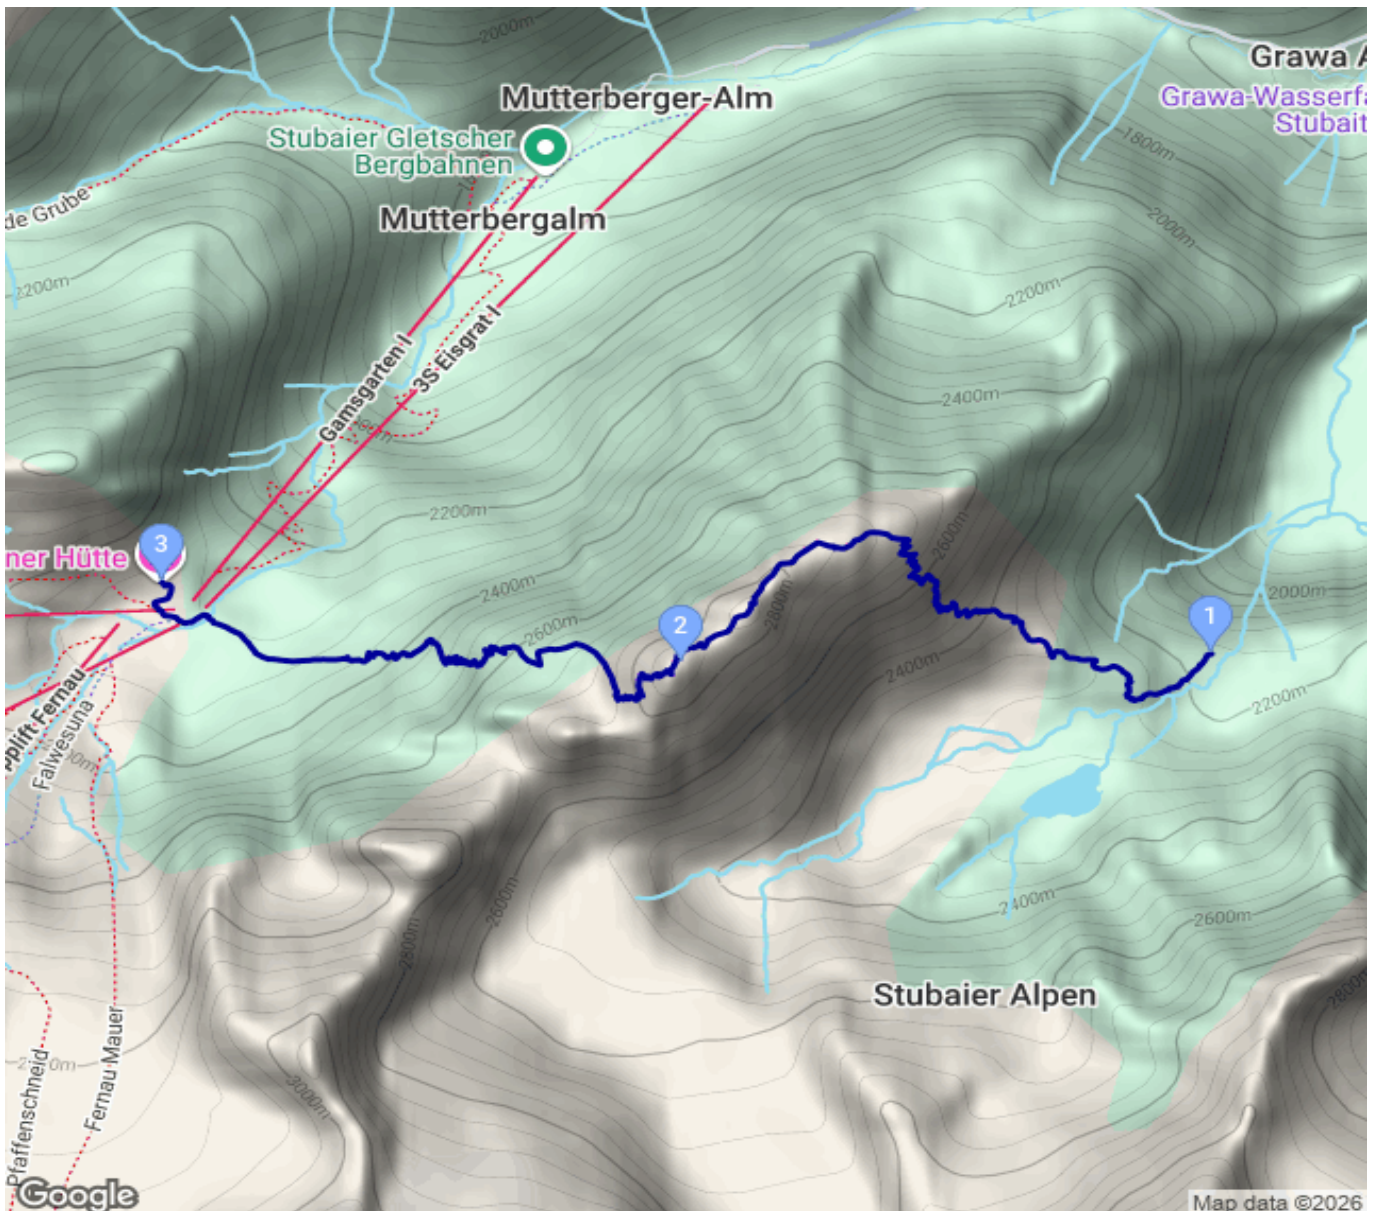 2000m
Grawa A
Mutterberger-Alm
Grawa-Wasserfa
Stubait
Stubaier Gletscher
Bergbahnen
1800m
de Grube
Mutterbergalm
2000m
2200m
2200m
Gamsgarten I
3S Eisgrat I
2400m
2200m
2600m
3
ner Hütte
2400m
2000m
1
2
2600m
2800m
2400m
2200m
pplift Fernau
Falwesuna
2400m
2600m
2600m
2800m
Stubaier Alpen
2800m
3000m
Fernau Mauer
Pfaffenschneid
Google
Map data ©2026